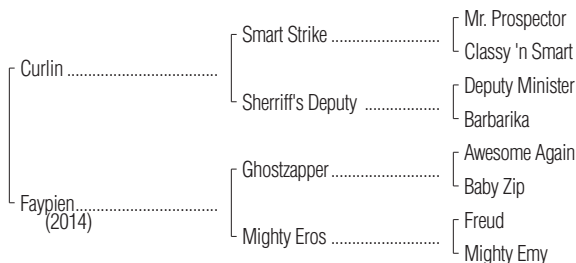 Mr. Prospector
Smart Strike ..............................
Classy 'n Smart
Curlin ..........................................
Deputy Minister
Sherriff's Deputy .....................
Barbarika
Awesome Again
Ghostzapper ..............................
Baby Zip
Faypien ........................................
(2014)
Freud
Mighty Eros ..............................
Mighty Emy